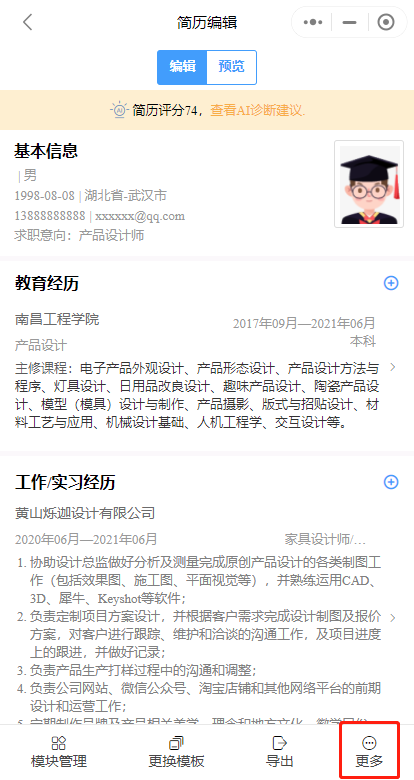 简历编辑
编辑 预览
AI 简历评分74，查看AI诊断建议.
基本信息
| 男
1998-08-08 | 湖北省-武汉市
13888888888 | xxxxxx@qq.com
求职意向：产品设计师
教育经历
南昌工程学院 2017年09月—2021年06月
产品设计 本科
主修课程：电子产品外观设计、产品形态设计、产品设计方法与
程序、灯具设计、日用品改良设计、趣味产品设计、陶瓷产品设
计、模型（模具）设计与制作、产品摄影、版式与招贴设计、材
料工艺与应用、机械设计基础、人机工程学、交互设计等。
工作/实习经历
黄山烁迦设计有限公司
2020年06月—2021年06月 家具设计师/...
1. 协助设计总监做好分析及测量完成原创产品设计的各类制图工
作（包括效果图、施工图、平面视觉等），并熟练运用CAD、
3D、犀牛、Keyshot等软件；
2. 负责定制项目方案设计，并根据客户需求完成设计制图及报价
方案，对客户进行跟踪、维护和洽谈的沟通工作，及项目进度
上的跟进，并做好记录；
3. 负责产品生产打样过程中的沟通和调整；
4. 负责公司网站、微信公众号、淘宝店铺和其他网络平台的前期
设计和运营工作；
模块管理 更换模板 导出 更多